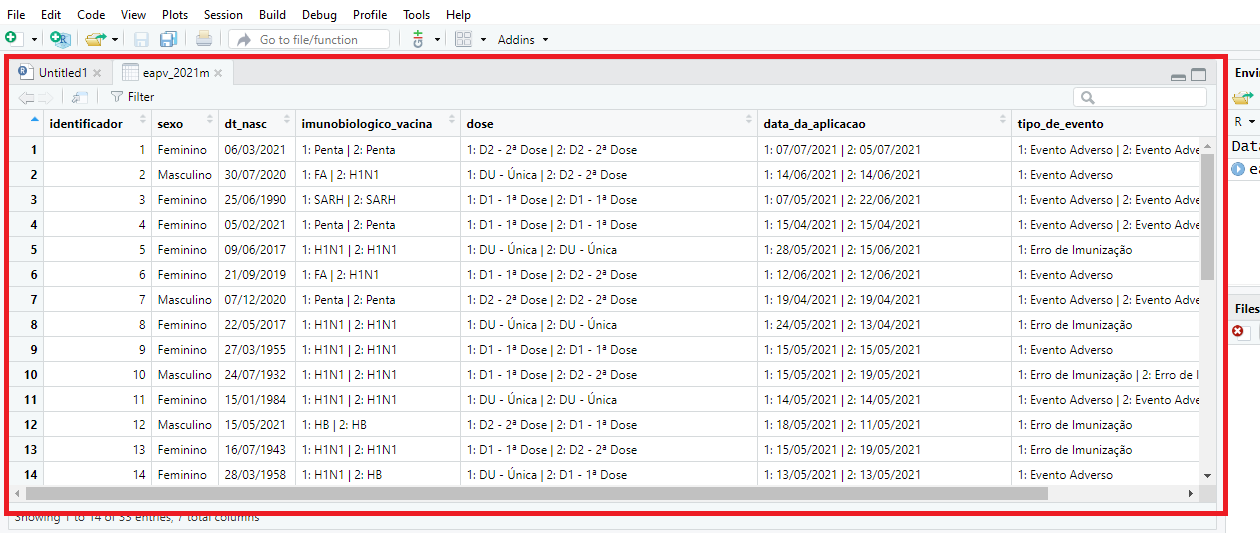 File Edit Code View Plots Session Build Debug Profile Tools Help
Go to file/function Addins
Untitled1 eapv_2021m
Filter
identificador sexo dt_nasc imunobiologico_vacina dose data_da_aplicacao tipo_de_evento
1 1 Feminino 06/03/2021 1: Penta | 2: Penta 1: D2 - 2ª Dose | 2: D2 - 2ª Dose 1: 07/07/2021 | 2: 05/07/2021 1: Evento Adverso | 2: Evento Adve
2 2 Masculino 30/07/2020 1: FA | 2: H1N1 1: DU - Única | 2: D2 - 2ª Dose 1: 14/06/2021 | 2: 14/06/2021 1: Evento Adverso
3 3 Feminino 25/06/1990 1: SARH | 2: SARH 1: D1 - 1ª Dose | 2: D1 - 1ª Dose 1: 07/05/2021 | 2: 22/06/2021 1: Evento Adverso | 2: Evento Adve
4 4 Feminino 05/02/2021 1: Penta | 2: Penta 1: D1 - 1ª Dose | 2: D1 - 1ª Dose 1: 15/04/2021 | 2: 15/04/2021 1: Evento Adverso | 2: Evento Adve
5 5 Feminino 09/06/2017 1: H1N1 | 2: H1N1 1: DU - Única | 2: DU - Única 1: 28/05/2021 | 2: 15/06/2021 1: Erro de Imunização
6 6 Feminino 21/09/2019 1: FA | 2: H1N1 1: D1 - 1ª Dose | 2: D2 - 2ª Dose 1: 12/06/2021 | 2: 12/06/2021 1: Evento Adverso
7 7 Masculino 07/12/2020 1: Penta | 2: Penta 1: D2 - 2ª Dose | 2: D2 - 2ª Dose 1: 19/04/2021 | 2: 19/04/2021 1: Evento Adverso | 2: Evento Adve
8 8 Feminino 22/05/2017 1: H1N1 | 2: H1N1 1: DU - Única | 2: DU - Única 1: 24/05/2021 | 2: 13/04/2021 1: Erro de Imunização
9 9 Feminino 27/03/1955 1: H1N1 | 2: H1N1 1: D1 - 1ª Dose | 2: D1 - 1ª Dose 1: 15/05/2021 | 2: 15/05/2021 1: Evento Adverso
10 10 Masculino 24/07/1932 1: H1N1 | 2: H1N1 1: D1 - 1ª Dose | 2: D2 - 2ª Dose 1: 15/05/2021 | 2: 19/05/2021 1: Erro de Imunização | 2: Erro de I
11 11 Feminino 15/01/1984 1: H1N1 | 2: H1N1 1: DU - Única | 2: DU - Única 1: 14/05/2021 | 2: 14/05/2021 1: Evento Adverso | 2: Evento Adve
12 12 Masculino 15/05/2021 1: HB | 2: HB 1: D2 - 2ª Dose | 2: D1 - 1ª Dose 1: 18/05/2021 | 2: 11/05/2021 1: Erro de Imunização
13 13 Feminino 16/07/1943 1: H1N1 | 2: H1N1 1: D1 - 1ª Dose | 2: D2 - 2ª Dose 1: 15/05/2021 | 2: 19/05/2021 1: Erro de Imunização
14 14 Feminino 28/03/1958 1: H1N1 | 2: HB 1: DU - Única | 2: D1 - 1ª Dose 1: 13/05/2021 | 2: 13/05/2021 1: Evento Adverso
Showing 1 to 14 of 33 entries, 7 total columns
Envi
R
Data
ea
Files